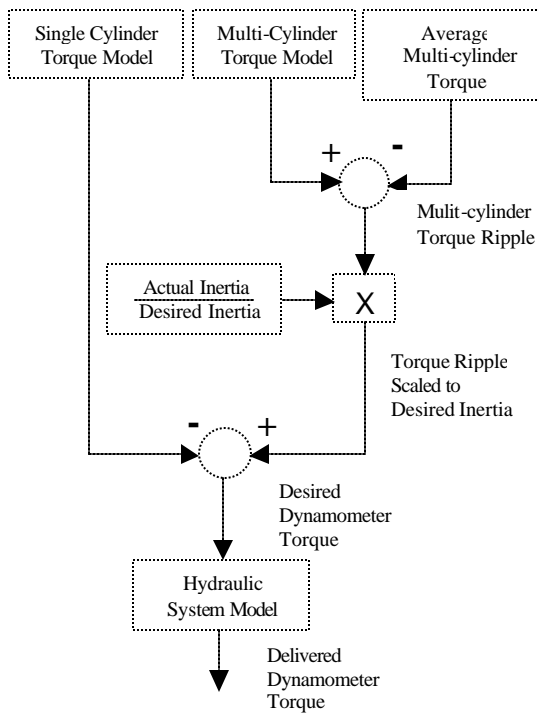 Single Cylinder
Torque Model
Multi-Cylinder
Torque Model
Average
Multi-cylinder
Torque
+
-
Mulit-cylinder
Torque Ripple
Actual Inertia
Desired Inertia
X
Torque Ripple
Scaled to
Desired Inertia
-
+
Desired
Dynamometer
Torque
Hydraulic
System Model
Delivered
Dynamometer
Torque